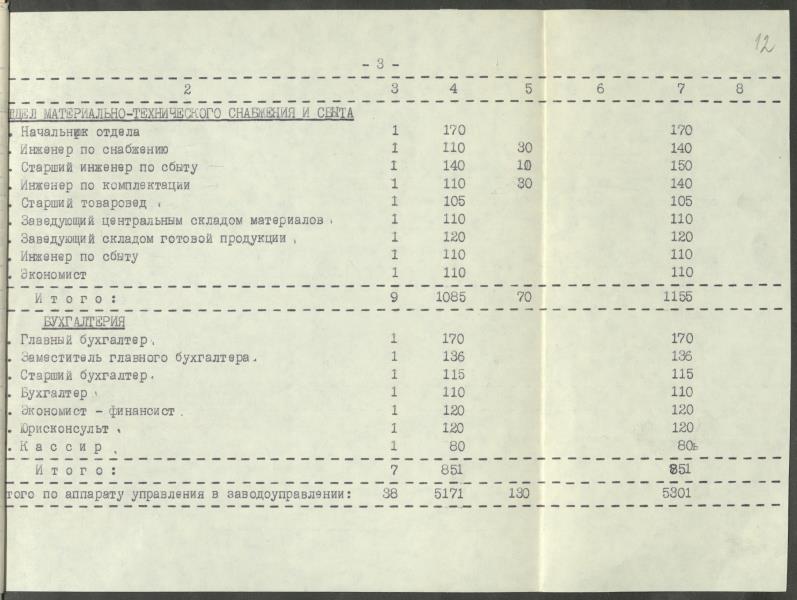 12
- 3 -
2 3 4 5 6 7 8
ТДЕЛ МАТЕРИАЛЬНО-ТЕХНИЧЕСКОГО СНАБЖЕНИЯ И СБЫТА
. Начальник отдела 1 170 170
. Инженер по снабжению 1 110 30 140
. Старший инженер по сбыту 1 140 10 150
. Инженер по комплектации 1 110 30 140
. Старший товаровед 1 105 105
. Заведующий центральным складом материалов 1 110 110
. Заведующий складом готовой продукции 1 120 120
. Инженер по сбыту 1 110 110
. Экономист 1 110 110
И т о г о : 9 1085 70 1155
БУХГАЛТЕРИЯ
. Главный бухгалтер 1 170 170
. Заместитель главного бухгалтера. 1 136 136
. Старший бухгалтер. 1 115 115
. Бухгалтер 1 110 110
. Экономист - финансист. 1 120 120
. Юрисконсульт 1 120 120
. К а с с и р 1 80 80
И т о г о : 7 851 851
того по аппарату управления в заводоуправлении: 38 5171 130 5301